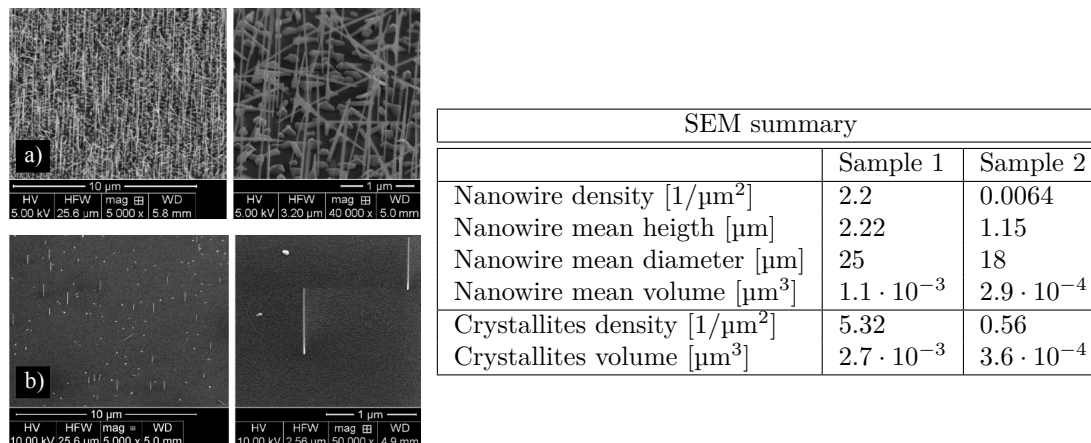 a)
10 µm
HV HFW mag ⊞ WD
5.00 kV 25.6 µm 5 000 x 5.8 mm
1 µm
HV HFW mag ⊞ WD
5.00 kV 3.20 µm 40 000 x 5.0 mm
b)
10 µm
HV HFW mag WD
10.00 kV 25.6 µm 5 000 x 5.0 mm
1 µm
HV HFW mag ⊞ WD
10.00 kV 2.56 µm 50 000 x 4.9 mm
SEM summary
Sample 1 Sample 2
Nanowire density [1/µm²] 2.2 0.0064
Nanowire mean heigth [µm] 2.22 1.15
Nanowire mean diameter [µm] 25 18
Nanowire mean volume [µm³] 1.1 · 10⁻³ 2.9 · 10⁻⁴
Crystallites density [1/µm²] 5.32 0.56
Crystallites volume [µm³] 2.7 · 10⁻³ 3.6 · 10⁻⁴